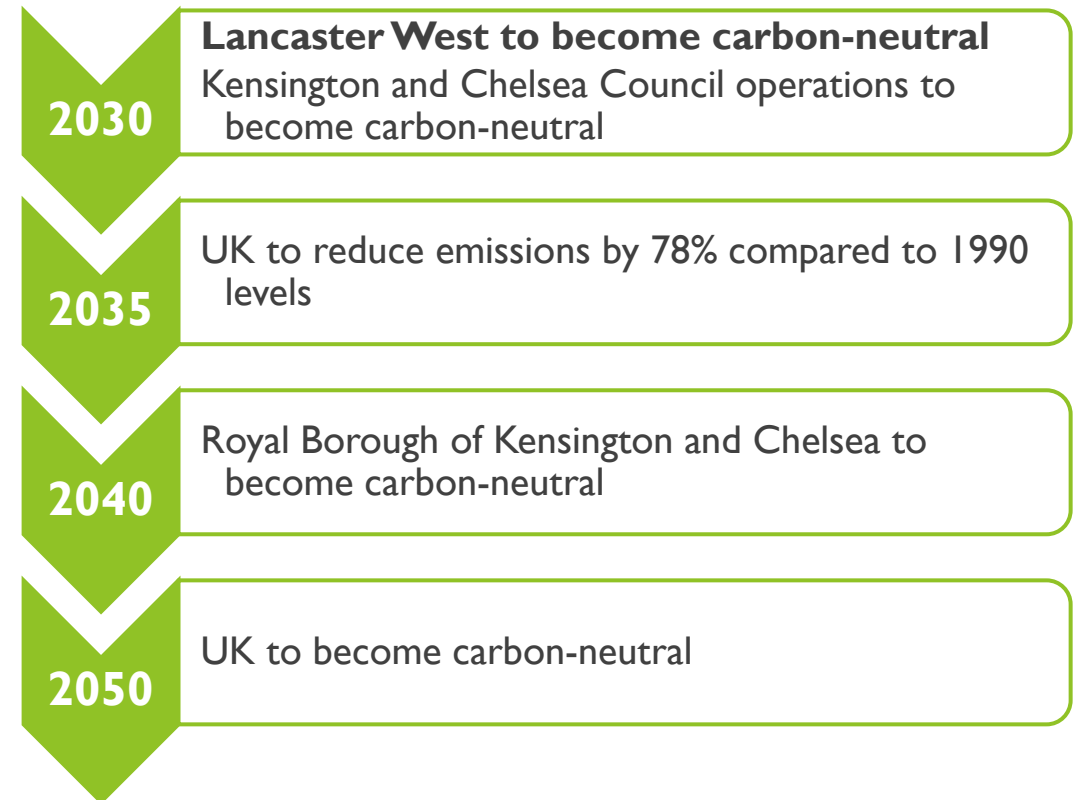 2030
Lancaster West to become carbon-neutral
Kensington and Chelsea Council operations to
become carbon-neutral
2035
UK to reduce emissions by 78% compared to 1990
levels
2040
Royal Borough of Kensington and Chelsea to
become carbon-neutral
2050
UK to become carbon-neutral